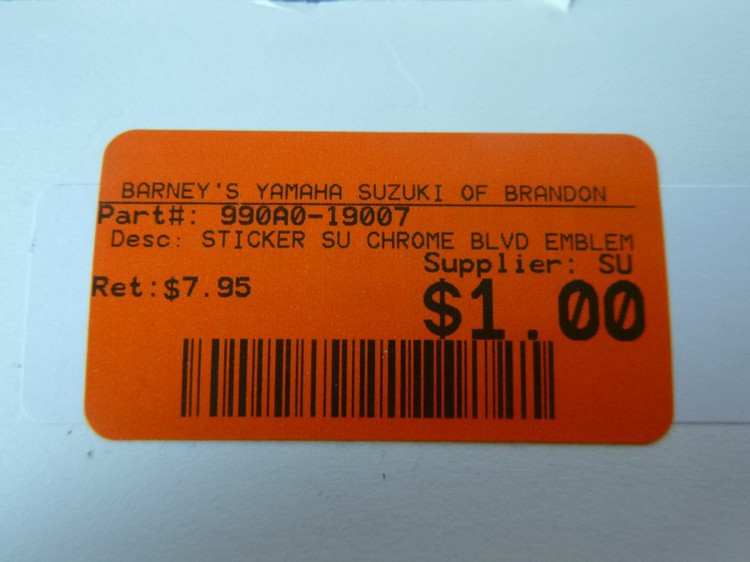 BARNEY'S YAMAHA SUZUKI OF BRANDON
Part#: 990A0-19007
Desc: STICKER SU CHROME BLVD EMBLEM
Supplier: SU
Ret:$7.95
$1.00